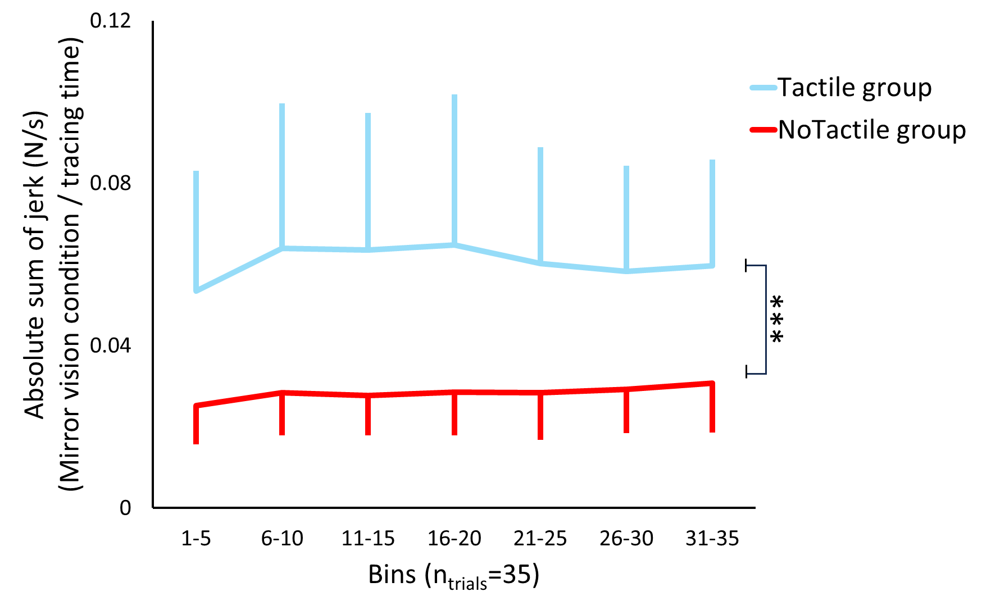 Absolute sum of jerk (N/s)
(Mirror vision condition / tracing time)
0.12
0.08
0.04
0
1-5 6-10 11-15 16-20 21-25 26-30 31-35
Bins (ntrials=35)
Tactile group
NoTactile group
***